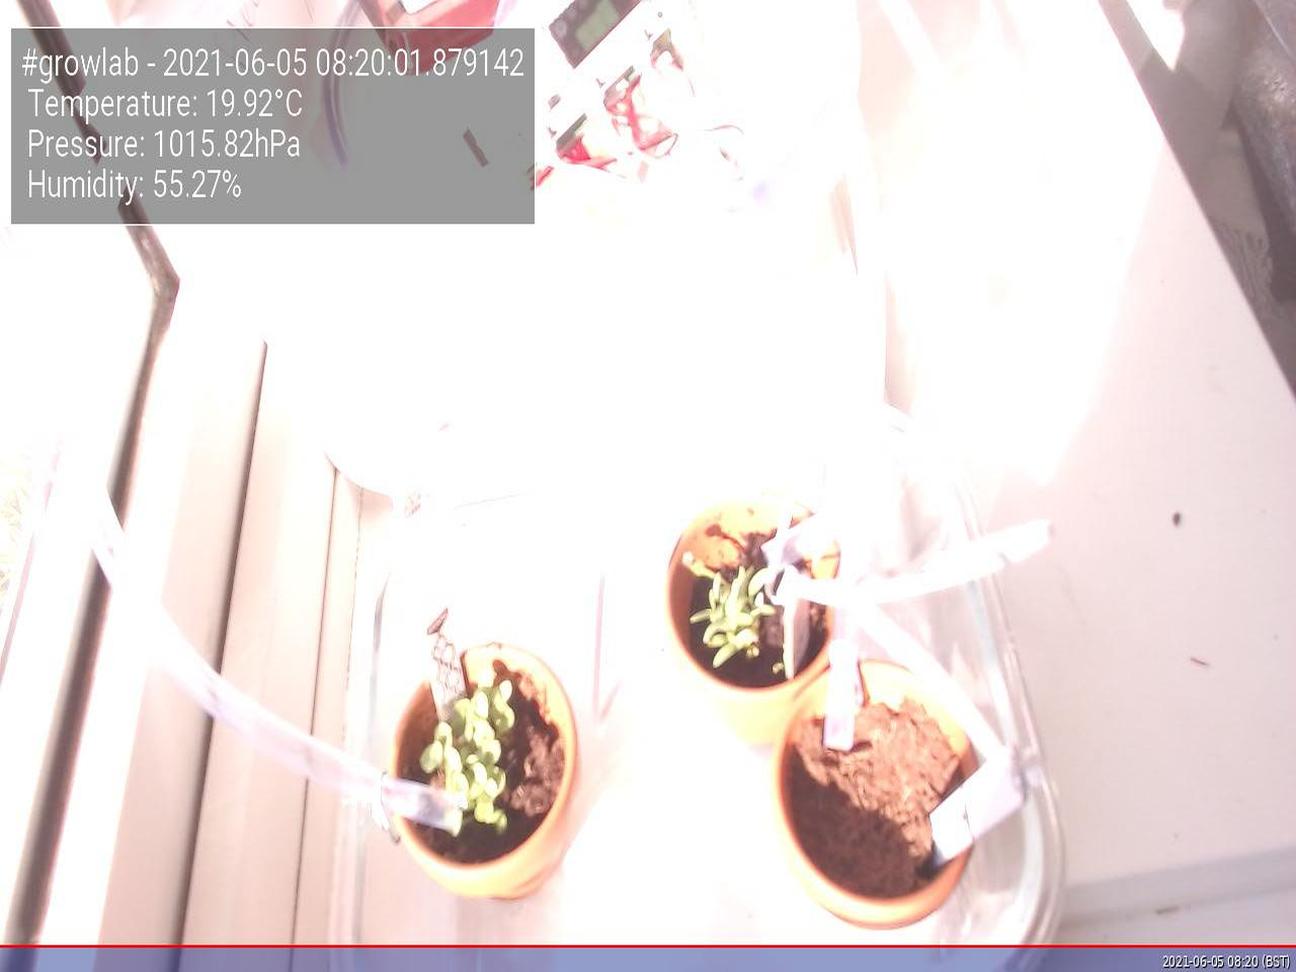 #growlab - 2021-06-05 08:20:01.879142
Temperature: 19.92°C
Pressure: 1015.82hPa
Humidity: 55.27%
2021-06-05 08:20 (BST)